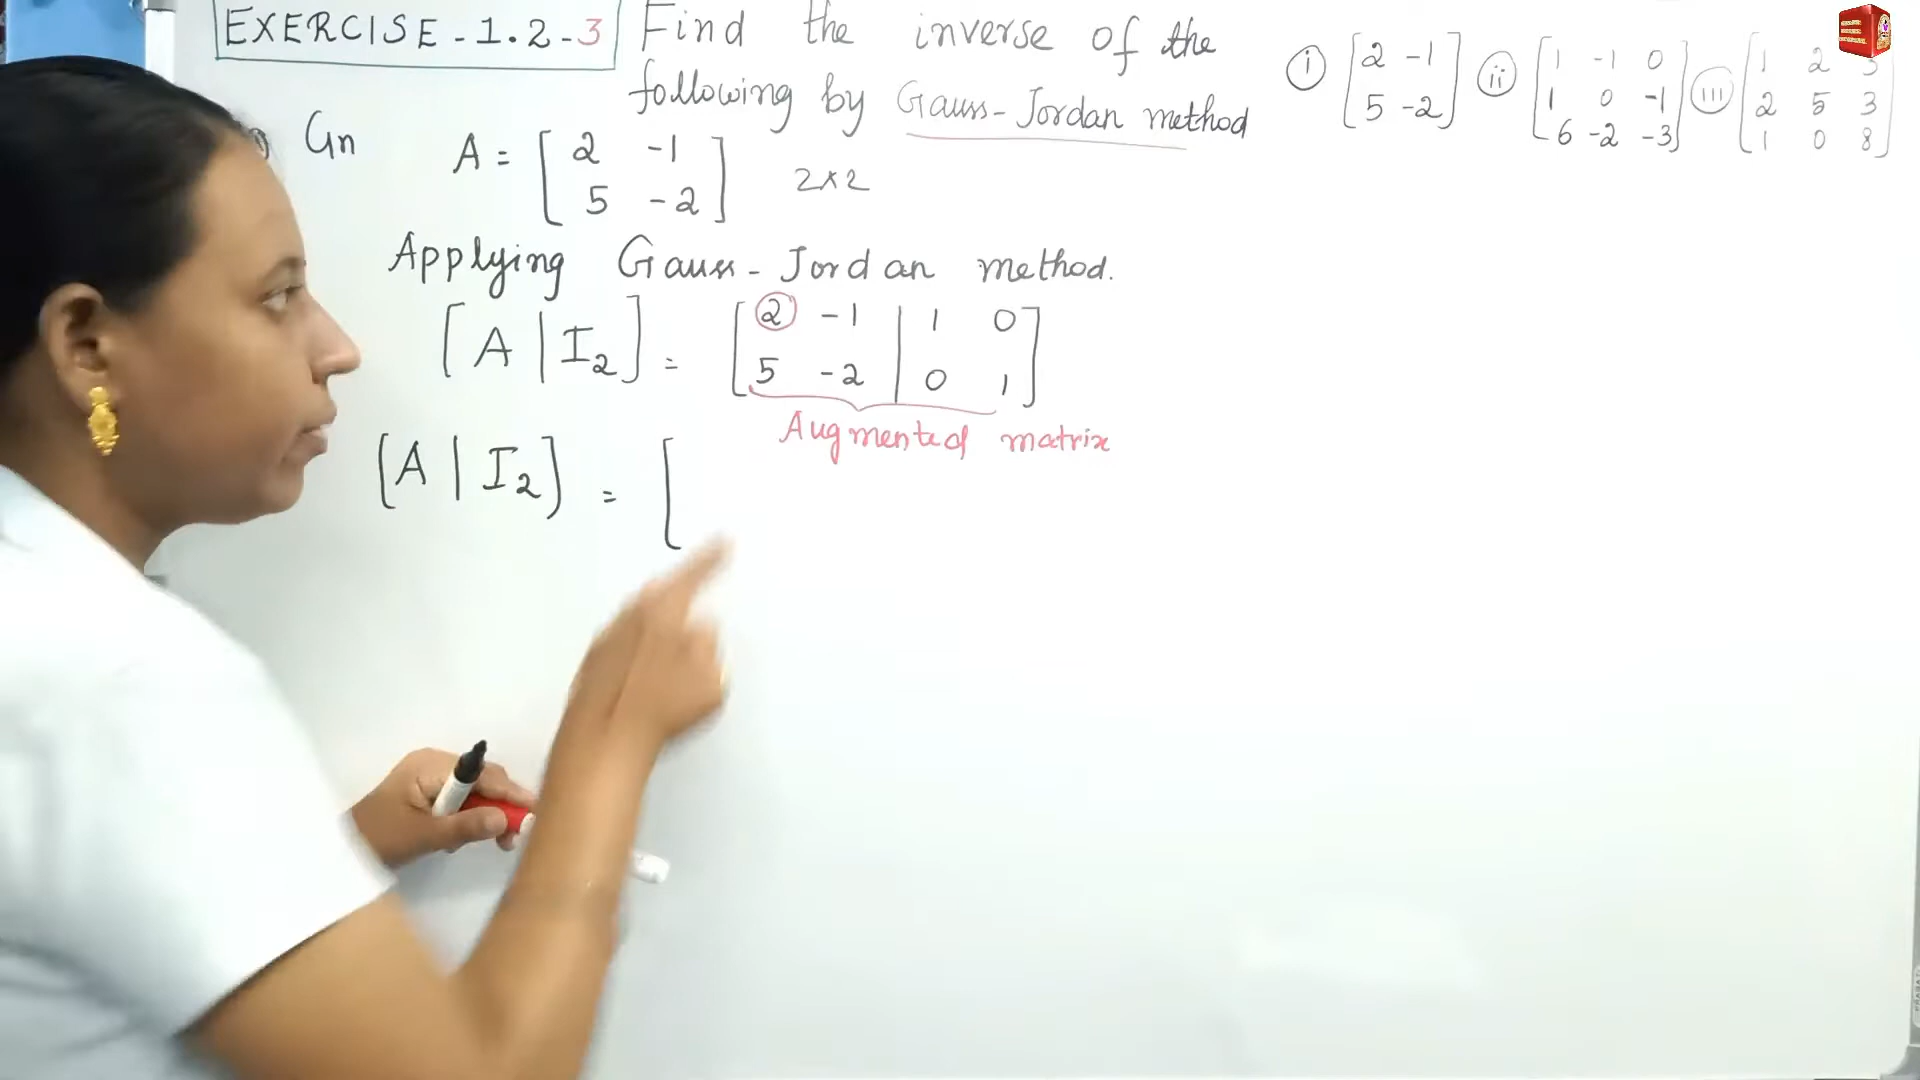 EXERCISE-1.2-3
Find the inverse of the
following by Gauss-Jordan method
i [2 -1
5 -2]
ii [1 -1 0
1 0 -1
6 -2 -3]
iii [1 2 3
2 5 3
1 0 8]
Gn A = [2 -1
5 -2] 2×2
Applying Gauss-Jordan method.
[A | I₂] = [2 -1 | 1 0
5 -2 | 0 1]
Augmented matrix
[A | I₂] = [